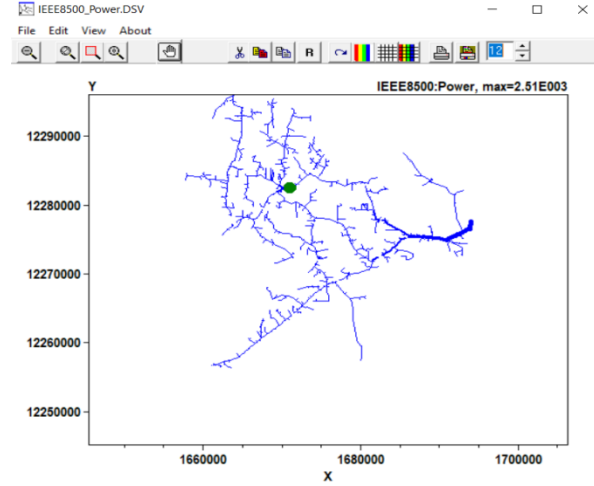 IEEE8500_Power.DSV
File Edit View About
R
12
Y
IEEE8500:Power, max=2.51E003
12290000
12280000
12270000
12260000
12250000
1660000 1680000 1700000
X